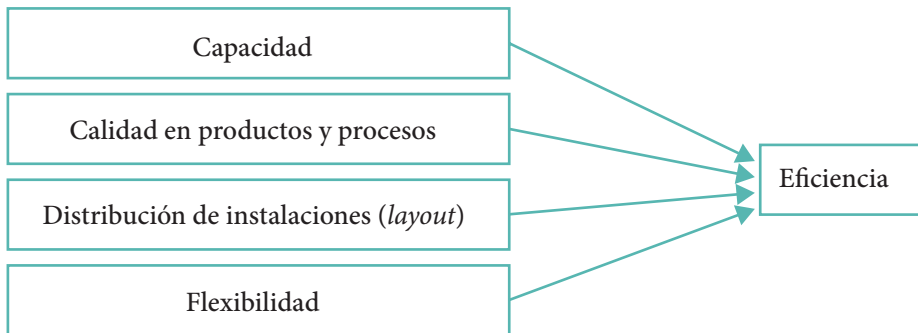 Capacidad
Calidad en productos y procesos
Distribución de instalaciones (layout)
Flexibilidad
Eficiencia